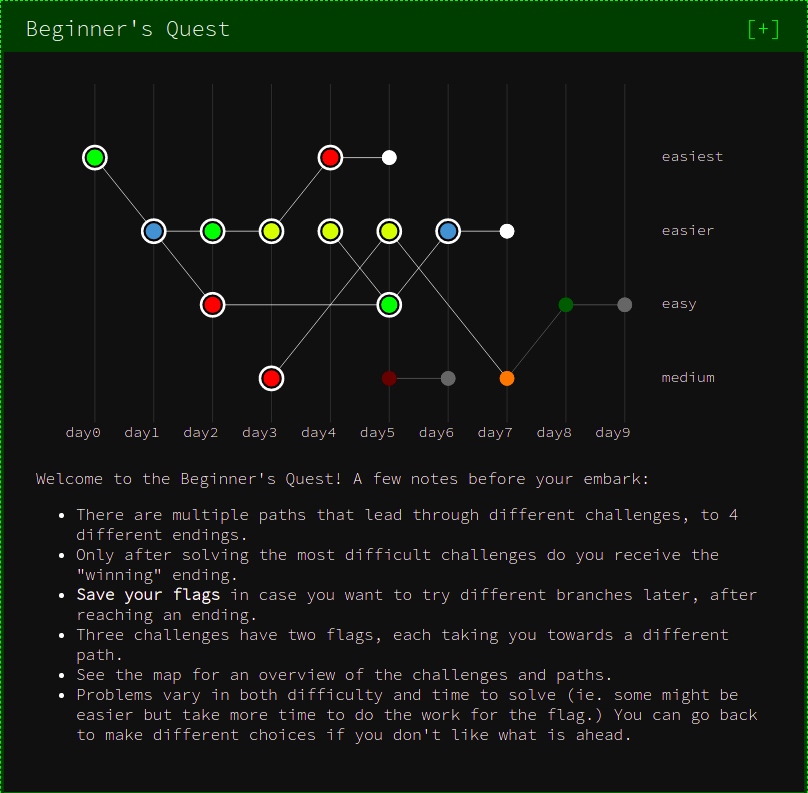 Beginner's Quest [+]
easiest
easier
easy
medium
day0 day1 day2 day3 day4 day5 day6 day7 day8 day9
Welcome to the Beginner's Quest! A few notes before your embark:
• There are multiple paths that lead through different challenges, to 4
different endings.
• Only after solving the most difficult challenges do you receive the
"winning" ending.
• Save your flags in case you want to try different branches later, after
reaching an ending.
• Three challenges have two flags, each taking you towards a different
path.
• See the map for an overview of the challenges and paths.
• Problems vary in both difficulty and time to solve (ie. some might be
easier but take more time to do the work for the flag.) You can go back
to make different choices if you don't like what is ahead.